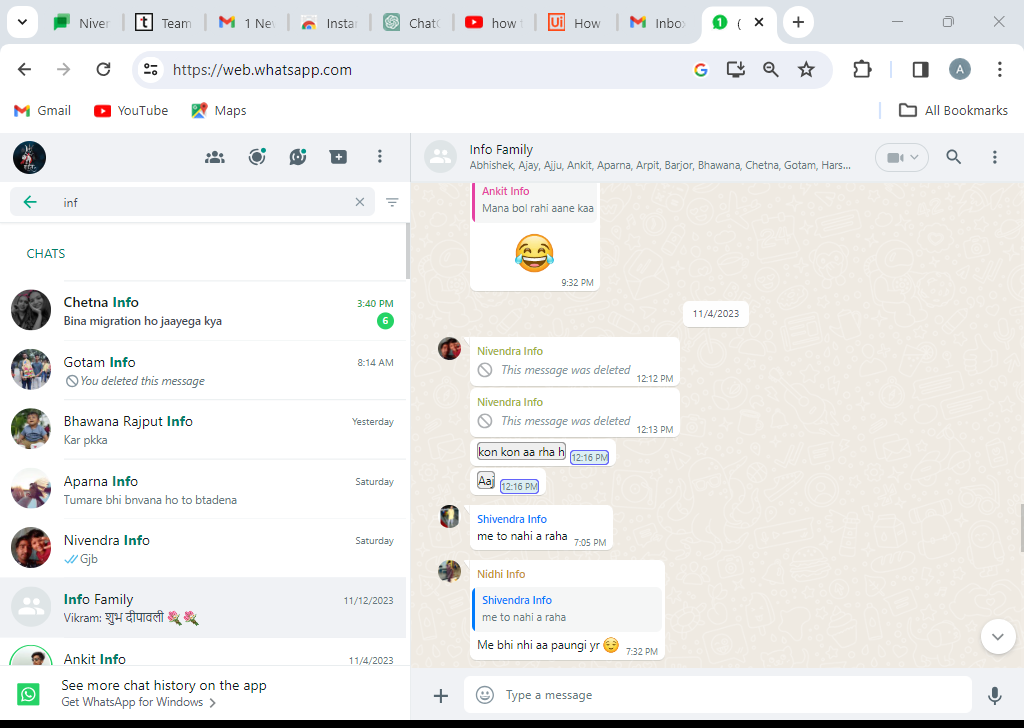 Niver
t
Team
1 Nev
Instar
ChatG
how t
Ui
How
Inbo
1
(
https://web.whatsapp.com
G
A
Gmail
YouTube
Maps
All Bookmarks
inf
CHATS
Chetna Info
3:40 PM
Bina migration ho jaayega kya
6
Gotam Info
8:14 AM
You deleted this message
Bhawana Rajput Info
Yesterday
Kar pkka
Aparna Info
Saturday
Tumare bhi bnvana ho to btadena
Nivendra Info
Saturday
Gjb
Info Family
11/12/2023
Vikram: शुभ दीपावली 🌹🌹
Ankit Info
11/4/2023
See more chat history on the app
Get WhatsApp for Windows
Info Family
Abhishek, Ajay, Ajju, Ankit, Aparna, Arpit, Barjor, Bhawana, Chetna, Gotam, Hars...
Ankit Info
Mana bol rahi aane kaa
😂
9:32 PM
11/4/2023
Nivendra Info
This message was deleted
12:12 PM
Nivendra Info
This message was deleted
12:13 PM
kon kon aa rha h
12:16 PM
Aaj
12:16 PM
Shivendra Info
me to nahi a raha
7:05 PM
Nidhi Info
Shivendra Info
me to nahi a raha
Me bhi nhi aa paungi yr 😌
7:32 PM
Type a message